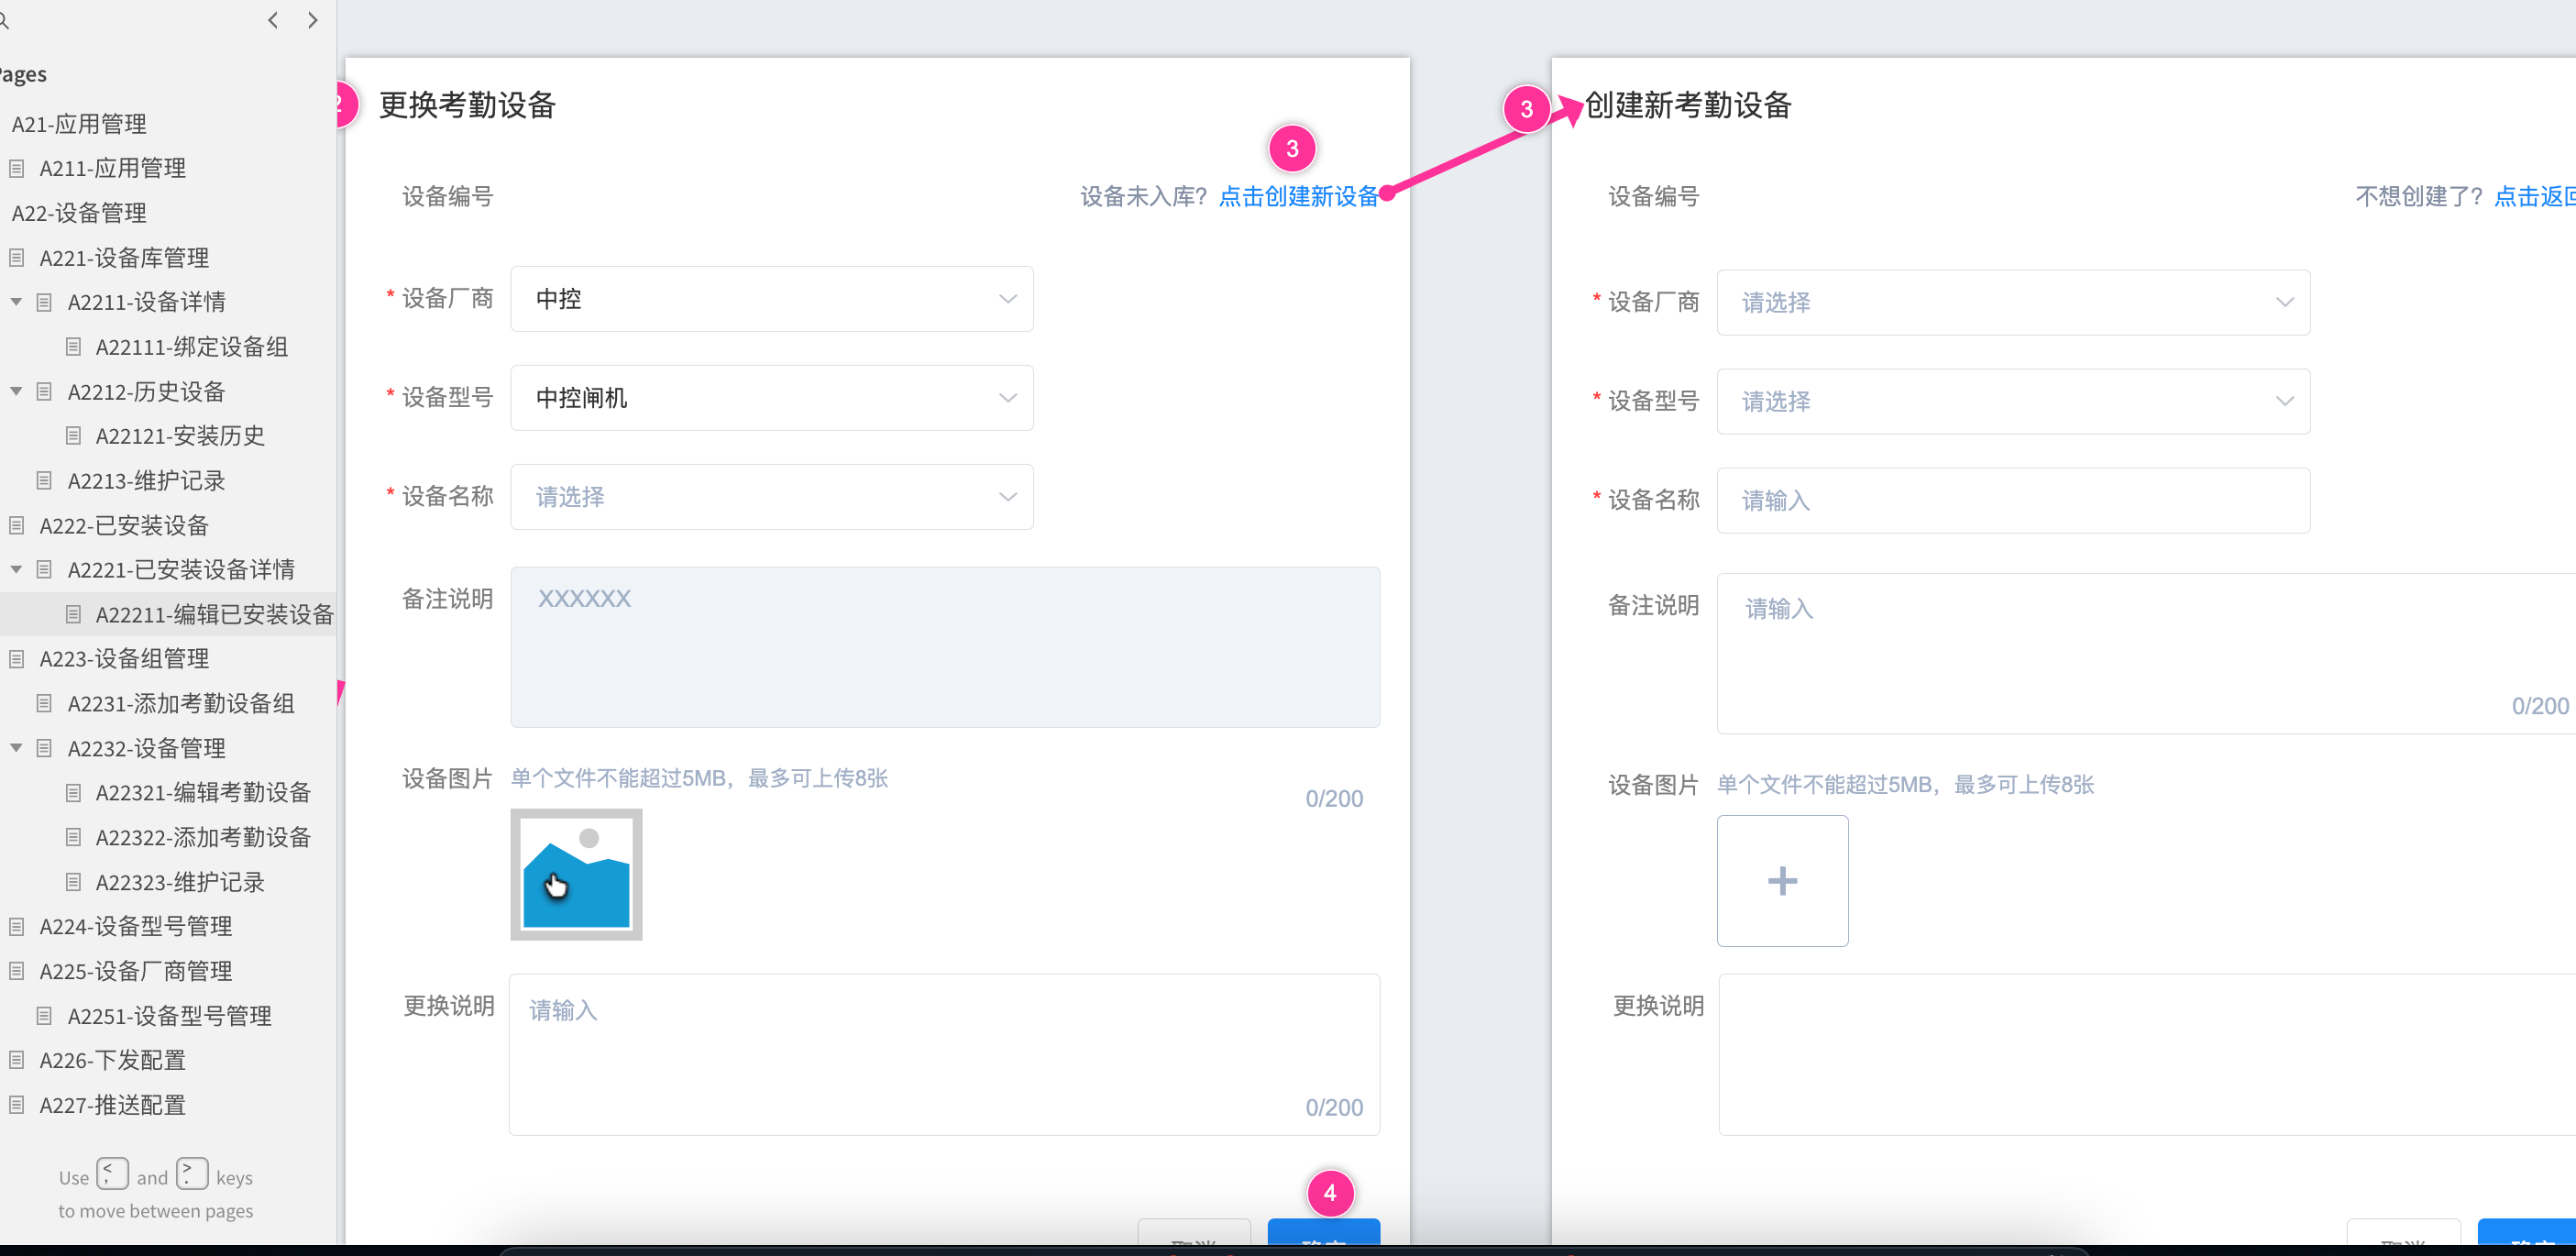 Pages
A21-应用管理
A211-应用管理
A22-设备管理
A221-设备库管理
A2211-设备详情
A22111-绑定设备组
A2212-历史设备
A22121-安装历史
A2213-维护记录
A222-已安装设备
A2221-已安装设备详情
A22211-编辑已安装设备
A223-设备组管理
A2231-添加考勤设备组
A2232-设备管理
A22321-编辑考勤设备
A22322-添加考勤设备
A22323-维护记录
A224-设备型号管理
A225-设备厂商管理
A2251-设备型号管理
A226-下发配置
A227-推送配置
Use < , and > . keys
to move between pages
2
更换考勤设备
3
设备编号
设备未入库? 点击创建新设备
* 设备厂商 中控
* 设备型号 中控闸机
* 设备名称 请选择
备注说明 XXXXXX
设备图片 单个文件不能超过5MB，最多可上传8张
0/200
更换说明 请输入
0/200
4
取消 确定
3
创建新考勤设备
设备编号
不想创建了? 点击返回
* 设备厂商 请选择
* 设备型号 请选择
* 设备名称 请输入
备注说明 请输入
0/200
设备图片 单个文件不能超过5MB，最多可上传8张
+
更换说明
取消 确定